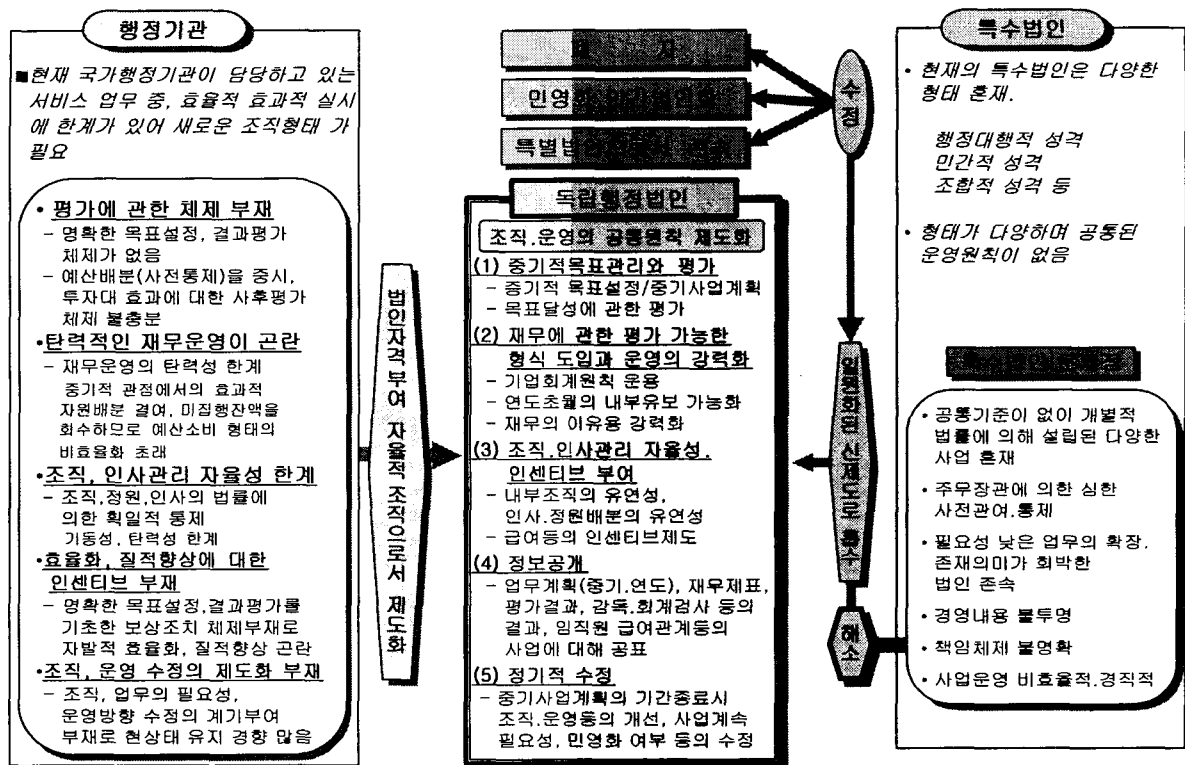 행정기관
■현재 국가행정기관이 담당하고 있는
서비스 업무 중, 효율적 효과적 실시
에 한계가 있어 새로운 조직형태 가
필요
• 평가에 관한 체제 부재
– 명확한 목표설정, 결과평가
체제가 없음
– 예산배분(사전통제)을 중시,
투자대 효과에 대한 사후평가
체제 불충분
•탄력적인 재무운영이 곤란
– 재무운영의 탄력성 한계
중기적 관점에서의 효과적
자원배분 결여, 미집행잔액을
회수하므로 예산소비 형태의
비효율화 초래
•조직, 인사관리 자율성 한계
– 조직.정원.인사의 법률에
의한 획일적 통제
기동성, 탄력성 한계
•효율화, 질적향상에 대한
인센티브 부재
– 명확한 목표설정.결과평가를
기초한 보상조치 체제부재로
자발적 효율화, 질적향상 곤란
•조직, 운영 수정의 제도화 부재
– 조직, 업무의 필요성,
운영방향 수정의 계기부여
부재로 현상태 유지 경향 많음
법인자격 부여 자율적 조직으로서 제도화
지
민영화
특별법
독립행정법인
조직.운영의 공통원칙 제도화
(1) 중기적목표관리와 평가
– 중기적 목표설정/중기사업계획
– 목표달성에 관한 평가
(2) 재무에 관한 평가 가능한
형식 도입과 운영의 강력화
– 기업회계원칙 운용
– 연도초월의 내부유보 가능화
– 재무의 이유용 강력화
(3) 조직.인사관리 자율성.
인센티브 부여
– 내부조직의 유연성,
인사.정원배분의 유연성
– 급여등의 인센티브제도
(4) 정보공개
– 업무계획(중기.연도), 재무제표,
평가결과, 감독.회계검사 등의
결과, 임직원 급여관계등의
사업에 대해 공표
(5) 정기적 수정
– 중기사업계획의 기간종료시
조직.운영등의 개선, 사업계속
필요성, 민영화 여부 등의 수정
수정
일원화된 신제도로 흡수
해소
특수법인
• 현재의 특수법인은 다양한
형태 혼재.
행정대행적 성격
민간적 성격
조합적 성격 등
• 형태가 다양하며 공통된
운영원칙이 없음
• 공통기준이 없이 개별적
법률에 의해 설립된 다양한
사업 혼재
• 주무장관에 의한 심한
사전관여.통제
• 필요성 낮은 업무의 확장.
존재의미가 희박한
법인 존속
• 경영내용 불투명
• 책임체제 불명확
• 사업운영 비효율적.경직적